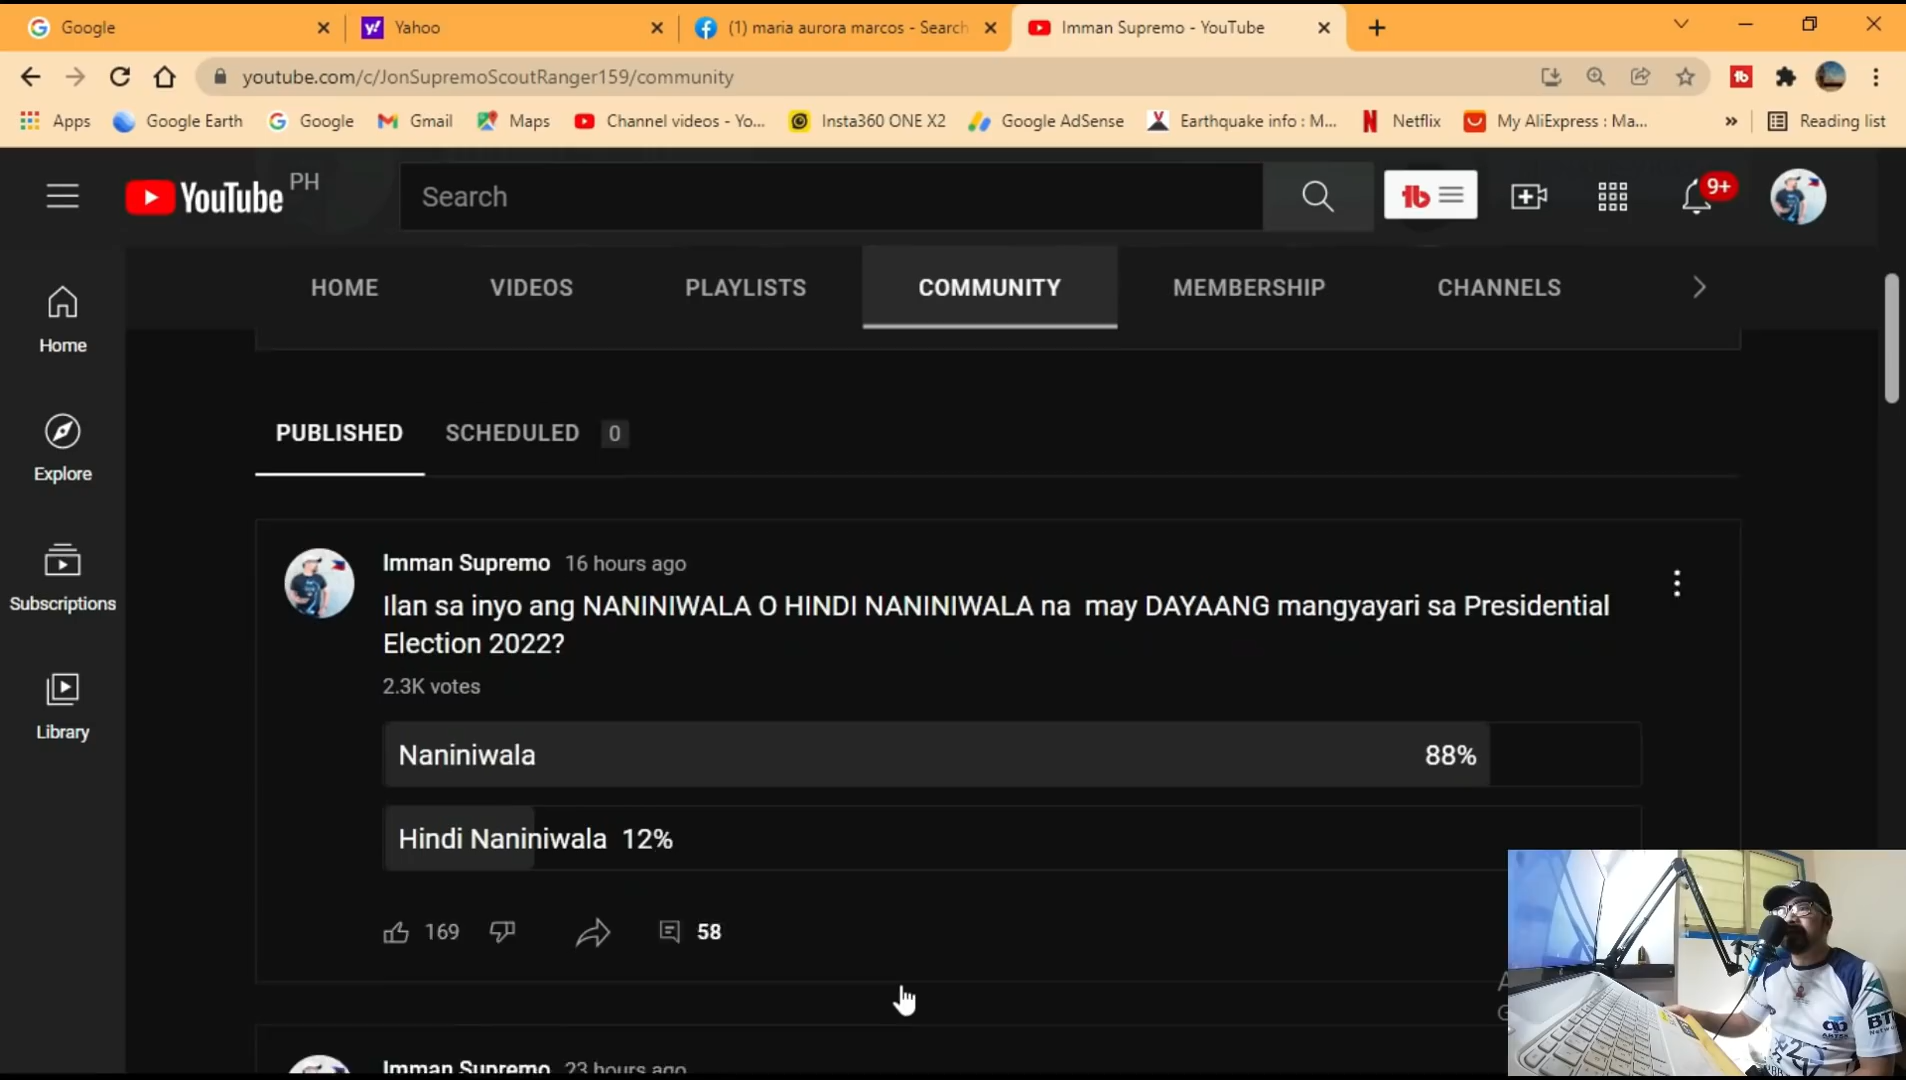 Google
Yahoo
(1) maria aurora marcos - Search
Imman Supremo - YouTube
youtube.com/c/JonSupremoScoutRanger159/community
Apps
Google Earth
Google
Gmail
Maps
Channel videos - Yo...
Insta360 ONE X2
Google AdSense
Earthquake info : M...
Netflix
My AliExpress : Ma...
»
Reading list
YouTube PH
Search
9+
HOME
VIDEOS
PLAYLISTS
COMMUNITY
MEMBERSHIP
CHANNELS
Home
Explore
Subscriptions
Library
PUBLISHED
SCHEDULED 0
Imman Supremo 16 hours ago
Ilan sa inyo ang NANINIWALA O HINDI NANINIWALA na may DAYAANG mangyayari sa Presidential
Election 2022?
2.3K votes
Naniniwala 88%
Hindi Naniniwala 12%
169
58
Imman Supremo 23 hours ago